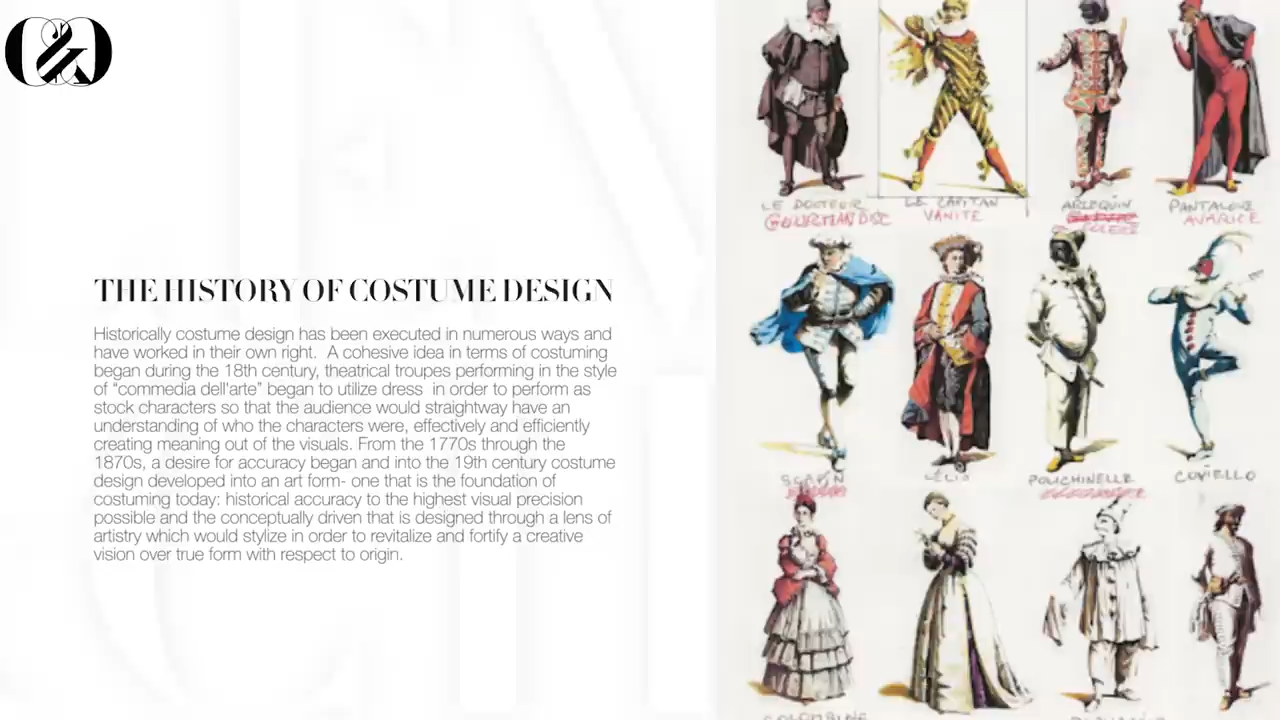 THE HISTORY OF COSTUME DESIGN
Historically costume design has been executed in numerous ways and
have worked in their own right. A cohesive idea in terms of costuming
began during the 18th century, theatrical troupes performing in the style
of “commedia dell'arte” began to utilize dress in order to perform as
stock characters so that the audience would straightway have an
understanding of who the characters were, effectively and efficiently
creating meaning out of the visuals. From the 1770s through the
1870s, a desire for accuracy began and into the 19th century costume
design developed into an art form- one that is the foundation of
costuming today: historical accuracy to the highest visual precision
possible and the conceptually driven that is designed through a lens of
artistry which would stylize in order to revitalize and fortify a creative
vision over true form with respect to origin.
LE DOCTEUR LE CAPITAN ARLEQUIN PANTALONE
VANITE AVARICE
POLICHINELLE COVIELLO